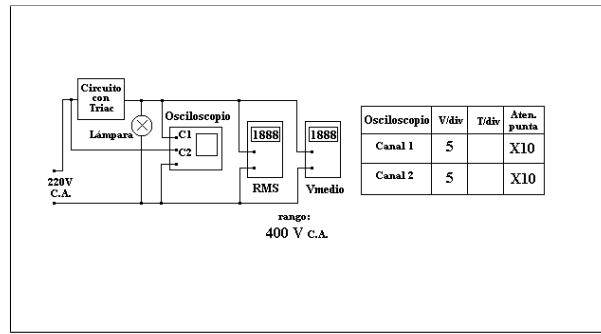 Circuito
con
Triac
Lámpara
Osciloscopio
C1
C2
1888
1888
RMS
Vmedio
220V
C.A.
rango:
400 V C.A.
Osciloscopio V/div T/div Aten. punta
Canal 1 5 X10
Canal 2 5 X10